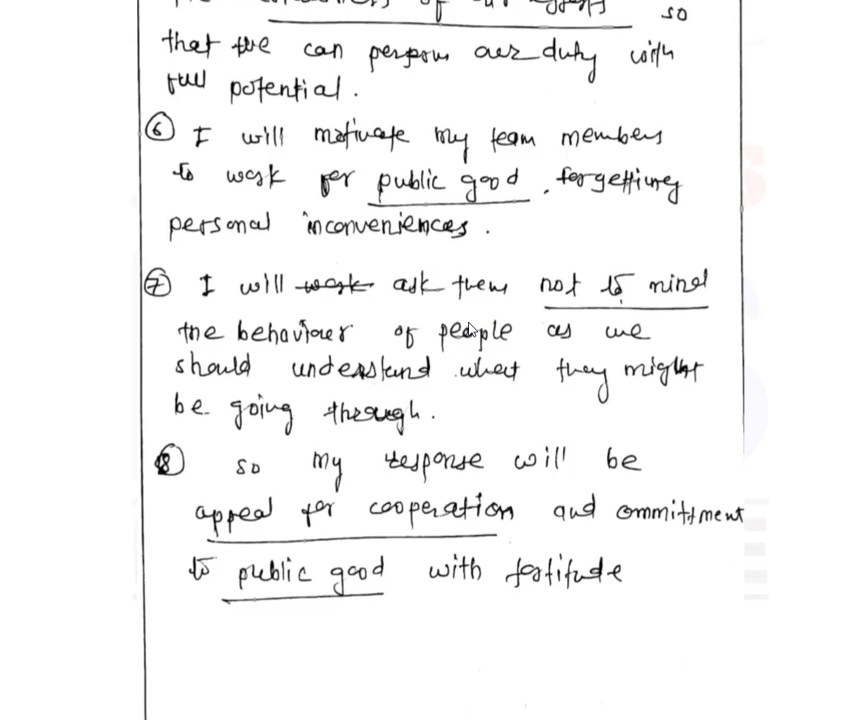 of so
that we can perform our duty with
full potential.
6 I will motivate my team members
to work for public good, forgetting
personal inconveniences.
7 I will work ask them not to mind
the behaviour of people as we
should understand what they might
be going through.
8 so my response will be
appeal for cooperation and committment
to public good with fortitude